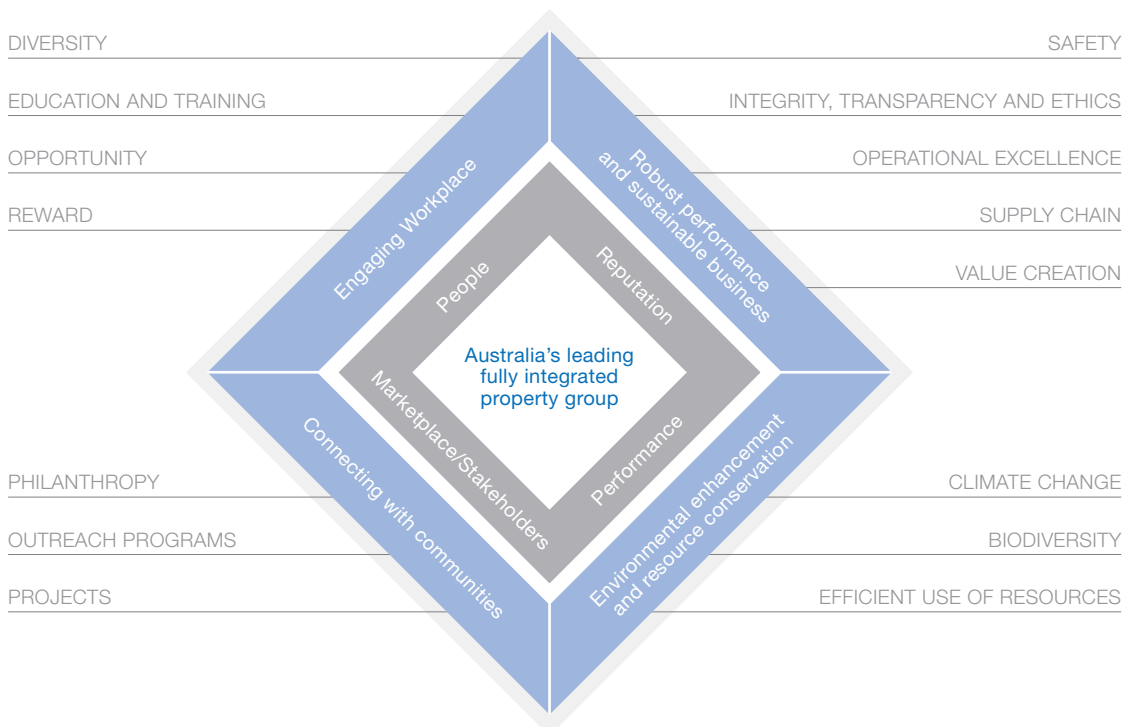 DIVERSITY
EDUCATION AND TRAINING
OPPORTUNITY
REWARD
SAFETY
INTEGRITY, TRANSPARENCY AND ETHICS
OPERATIONAL EXCELLENCE
SUPPLY CHAIN
VALUE CREATION
Engaging Workplace
Robust performance
and sustainable business
People
Reputation
Australia’s leading
fully integrated
property group
Marketplace/Stakeholders
Performance
Connecting with communities
Environmental enhancement
and resource conservation
PHILANTHROPY
OUTREACH PROGRAMS
PROJECTS
CLIMATE CHANGE
BIODIVERSITY
EFFICIENT USE OF RESOURCES